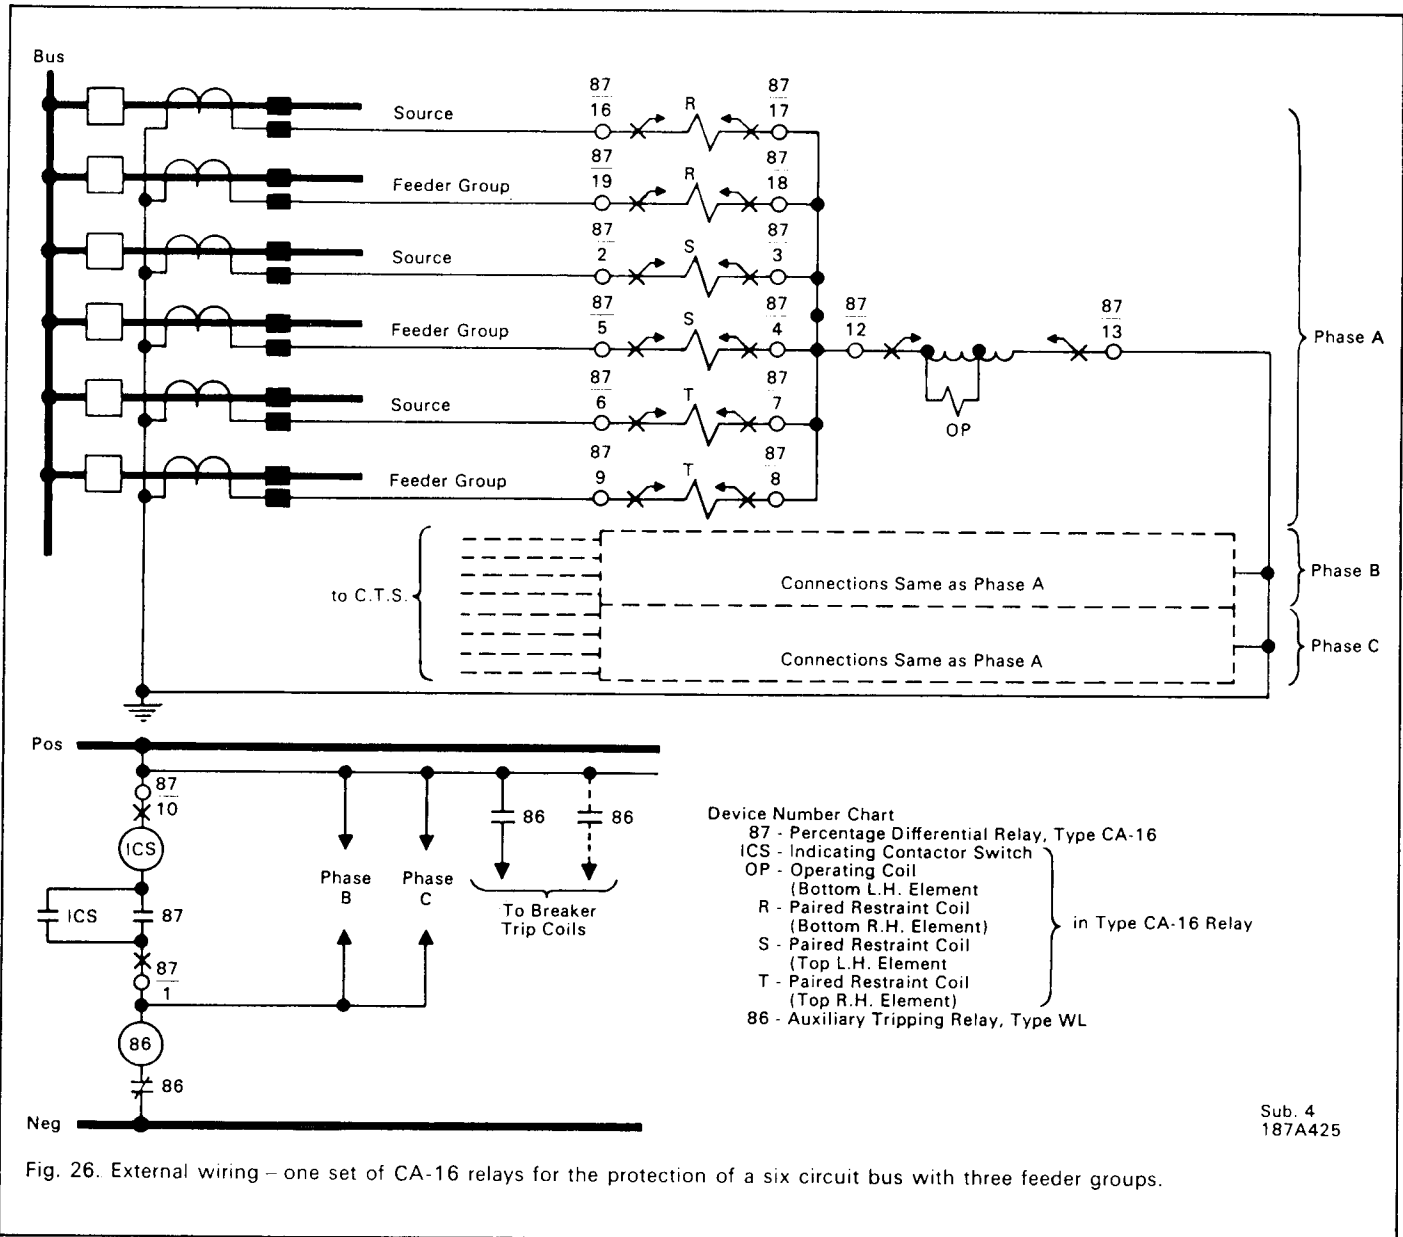 Bus
Source
87
16
R
87
17
Feeder Group
87
19
R
87
18
Source
87
2
S
87
3
Feeder Group
87
5
S
87
4
87
12
87
13
OP
Phase A
Source
87
6
T
87
7
Feeder Group
87
9
T
87
8
to C.T.S.
Connections Same as Phase A
Phase B
Connections Same as Phase A
Phase C
Pos
87
10
ICS
ICS
87
87
1
86
86
Neg
Phase
B
Phase
C
86
86
To Breaker
Trip Coils
Device Number Chart
87 - Percentage Differential Relay, Type CA-16
ICS - Indicating Contactor Switch
OP - Operating Coil
(Bottom L.H. Element
R - Paired Restraint Coil
(Bottom R.H. Element)
S - Paired Restraint Coil
(Top L.H. Element
T - Paired Restraint Coil
(Top R.H. Element)
in Type CA-16 Relay
86 - Auxiliary Tripping Relay, Type WL
Sub. 4
187A425
Fig. 26. External wiring – one set of CA-16 relays for the protection of a six circuit bus with three feeder groups.